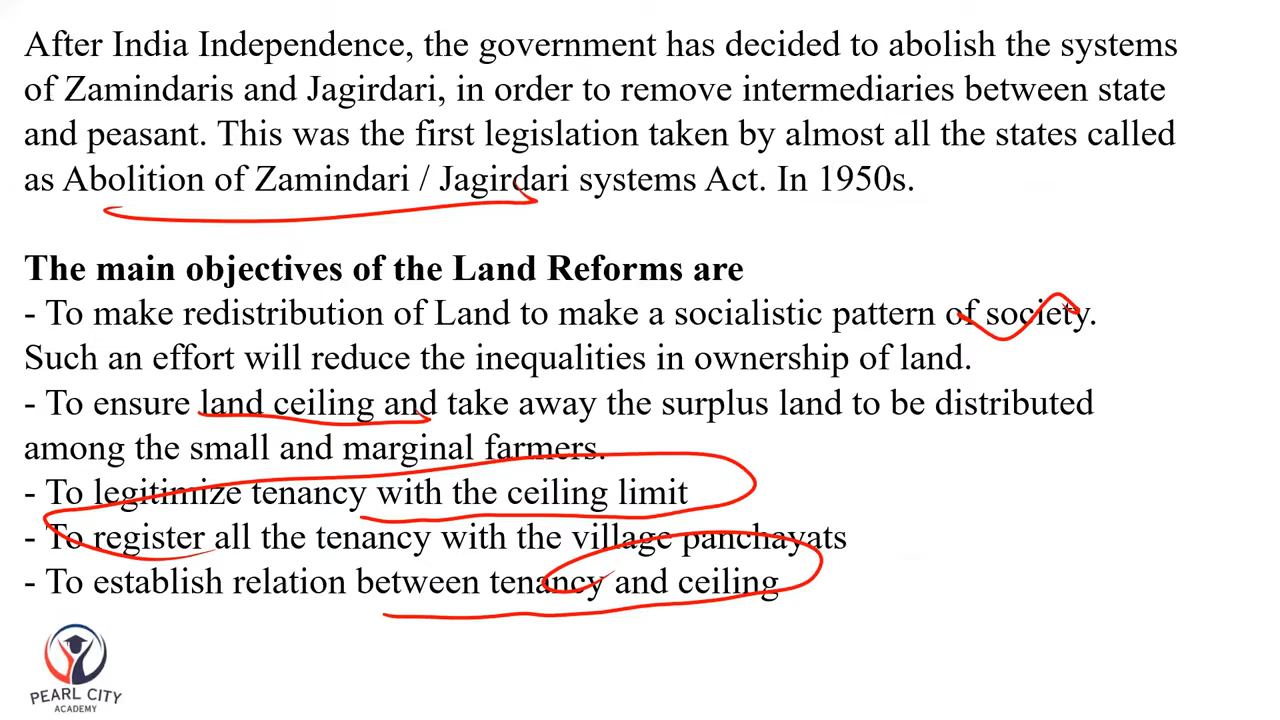 After India Independence, the government has decided to abolish the systems
of Zamindaris and Jagirdari, in order to remove intermediaries between state
and peasant. This was the first legislation taken by almost all the states called
as Abolition of Zamindari / Jagirdari systems Act. In 1950s.
The main objectives of the Land Reforms are
- To make redistribution of Land to make a socialistic pattern of society.
Such an effort will reduce the inequalities in ownership of land.
- To ensure land ceiling and take away the surplus land to be distributed
among the small and marginal farmers.
- To legitimize tenancy with the ceiling limit
- To register all the tenancy with the village panchayats
- To establish relation between tenancy and ceiling
PEARL CITY
ACADEMY